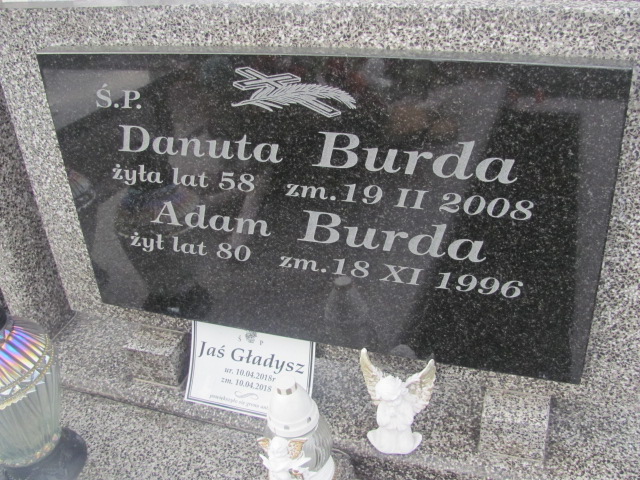 Ś.P.
Danuta Burda
żyła lat 58 zm. 19 II 2008
Adam Burda
żył lat 80 zm. 18 XI 1996
Ś P
Jaś Gładysz
ur. 10.04.2018r
zm. 10.04.2018